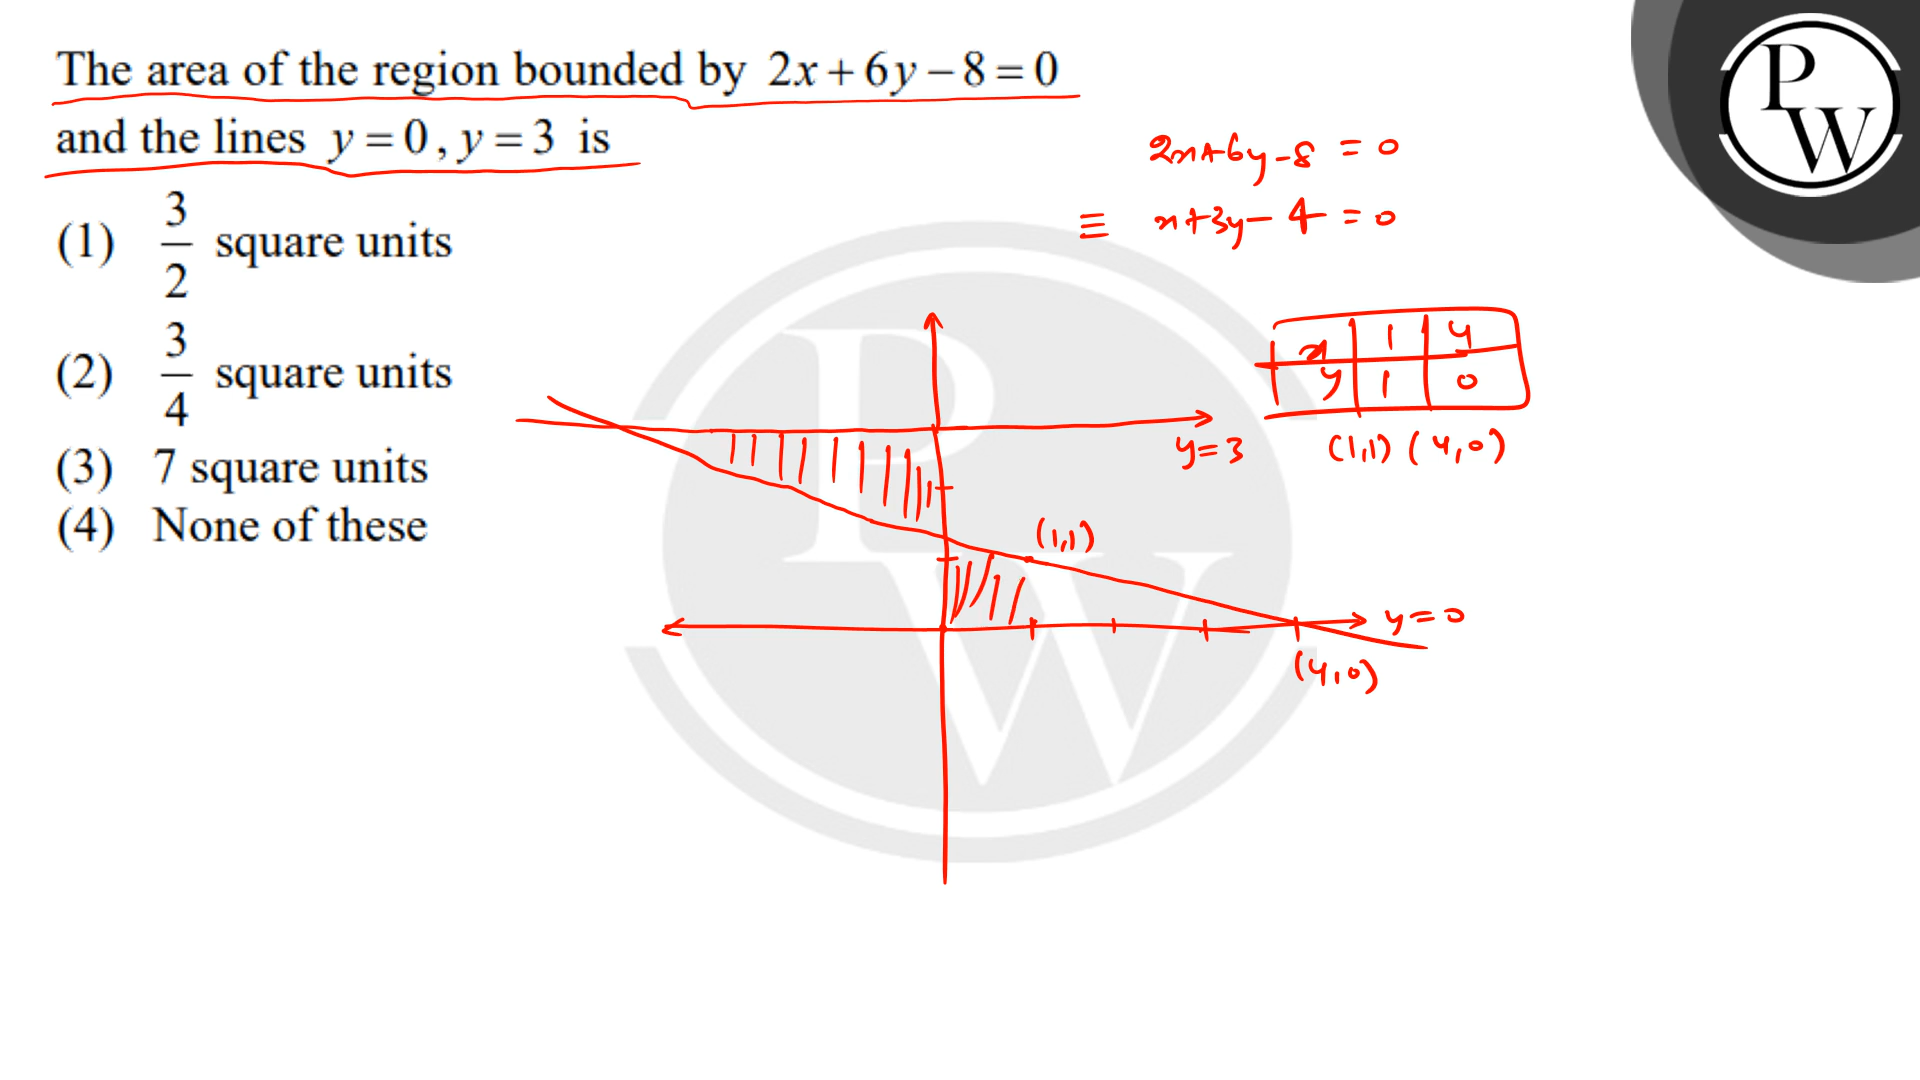 The area of the region bounded by 2x + 6y − 8 = 0
and the lines y = 0, y = 3 is
(1) 3/2 square units
(2) 3/4 square units
(3) 7 square units
(4) None of these
2x+6y-8 = 0
≡ x+3y-4 = 0
x 1 4
y 1 0
(1,1) (4,0)
y=3
(1,1)
y=0
(4,0)
PW
PW